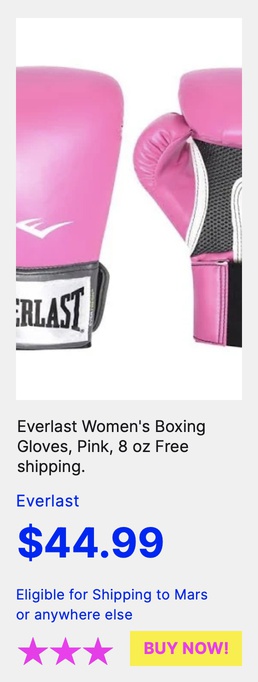 ERLAST
Everlast Women's Boxing
Gloves, Pink, 8 oz Free
shipping.
Everlast
$44.99
Eligible for Shipping to Mars
or anywhere else
BUY NOW!